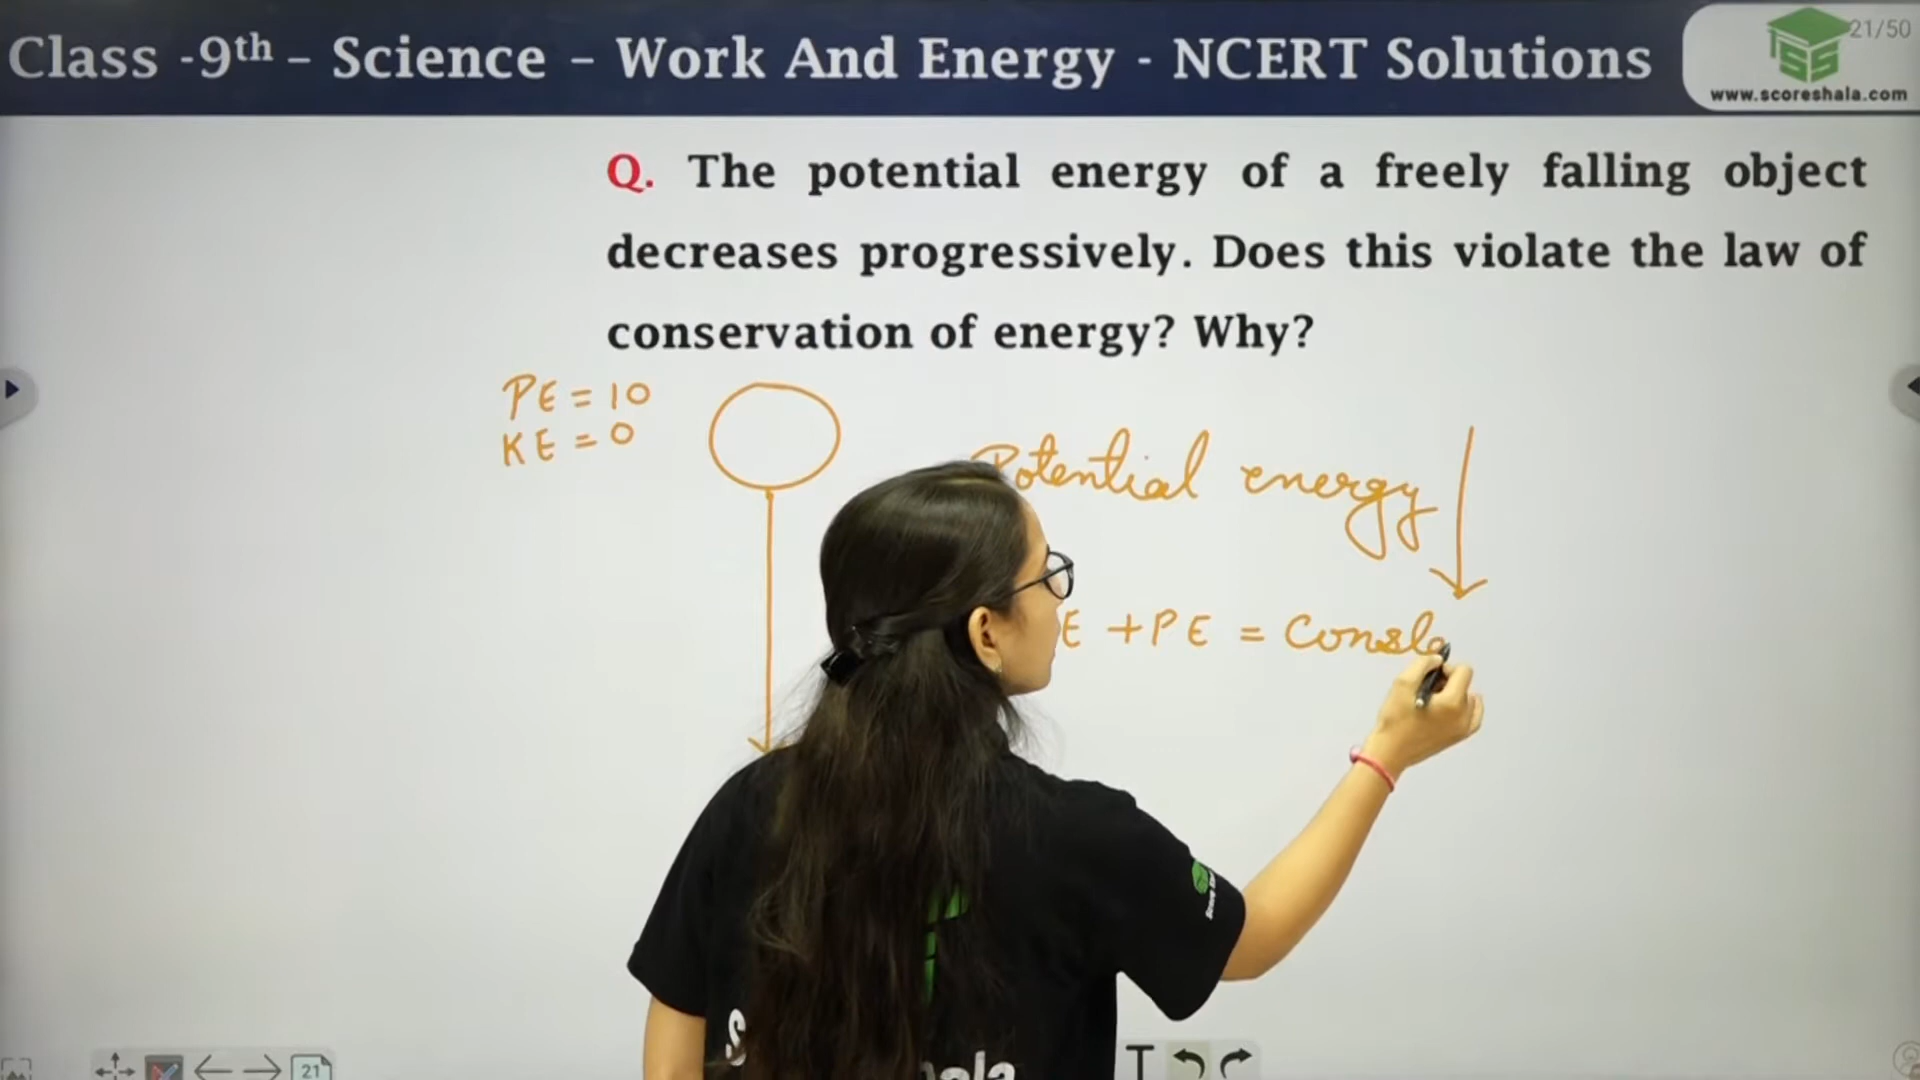 Class -9th – Science – Work And Energy - NCERT Solutions
21/50
www.scoreshala.com
Q. The potential energy of a freely falling object
decreases progressively. Does this violate the law of
conservation of energy? Why?
PE = 10
KE = 0
Potential energy
E + PE = Consta
21
T